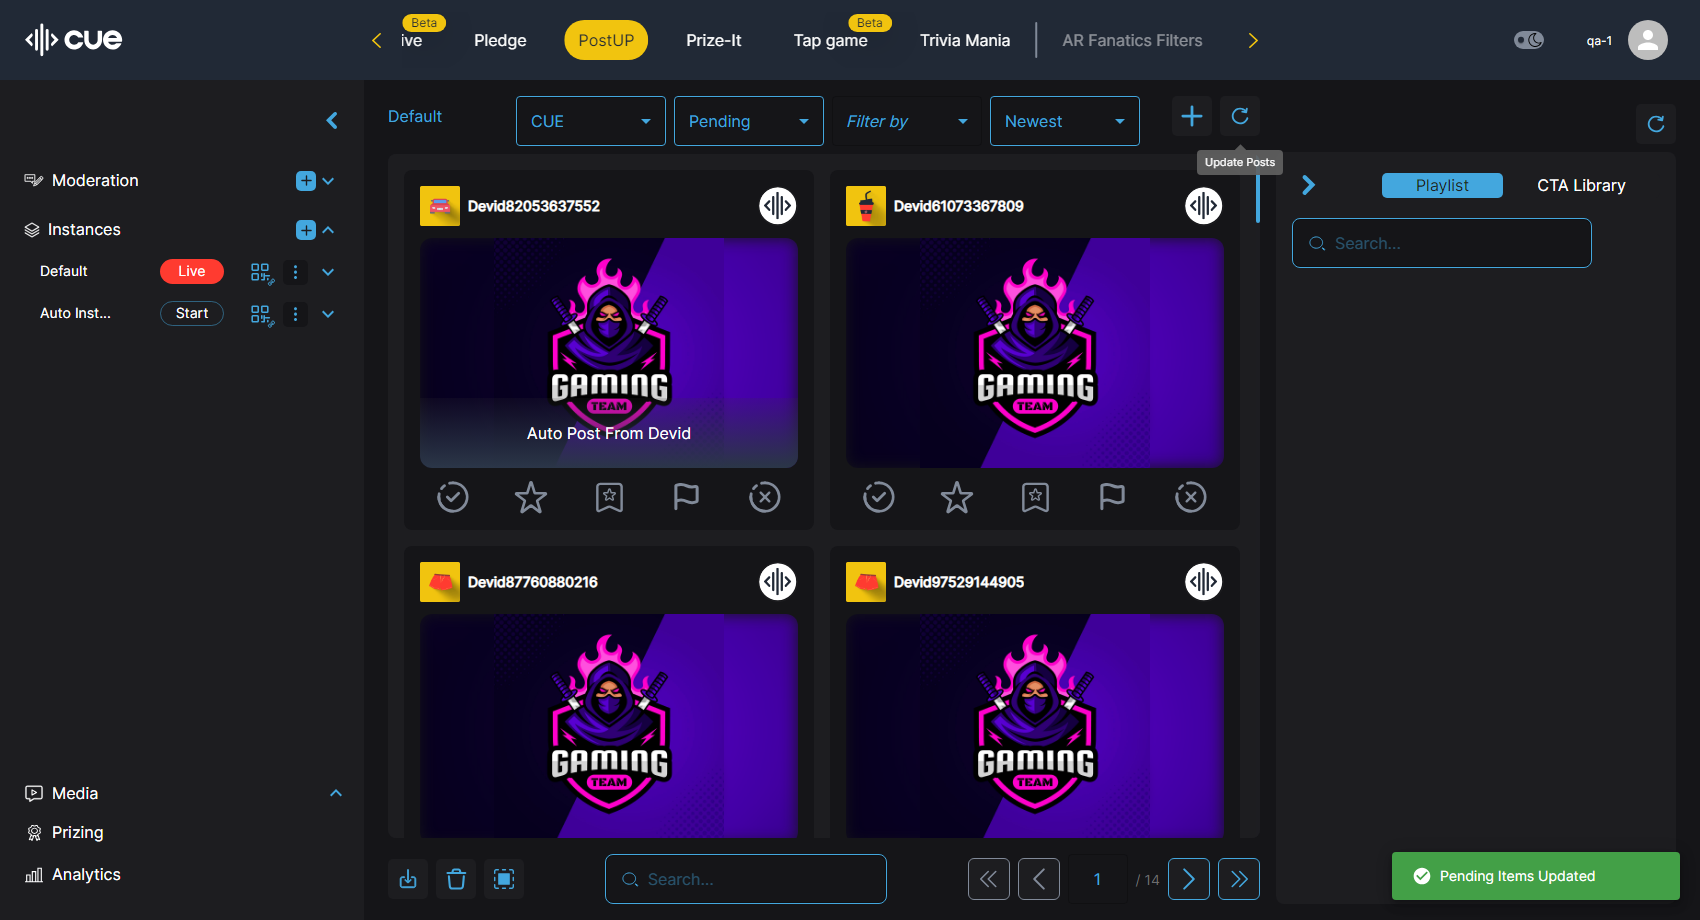 cue
Beta
ive
Pledge
PostUP
Prize-It
Beta
Tap game
Trivia Mania
AR Fanatics Filters
qa-1
Default
CUE
Pending
Filter by
Newest
Update Posts
Moderation
Instances
Default
Live
Auto Inst...
Start
Media
Prizing
Analytics
Devid82053637552
GAMING
TEAM
Auto Post From Devid
Devid61073367809
GAMING
TEAM
Devid87760880216
GAMING
TEAM
Devid97529144905
GAMING
TEAM
Search...
1
/ 14
Playlist
CTA Library
Search...
Pending Items Updated